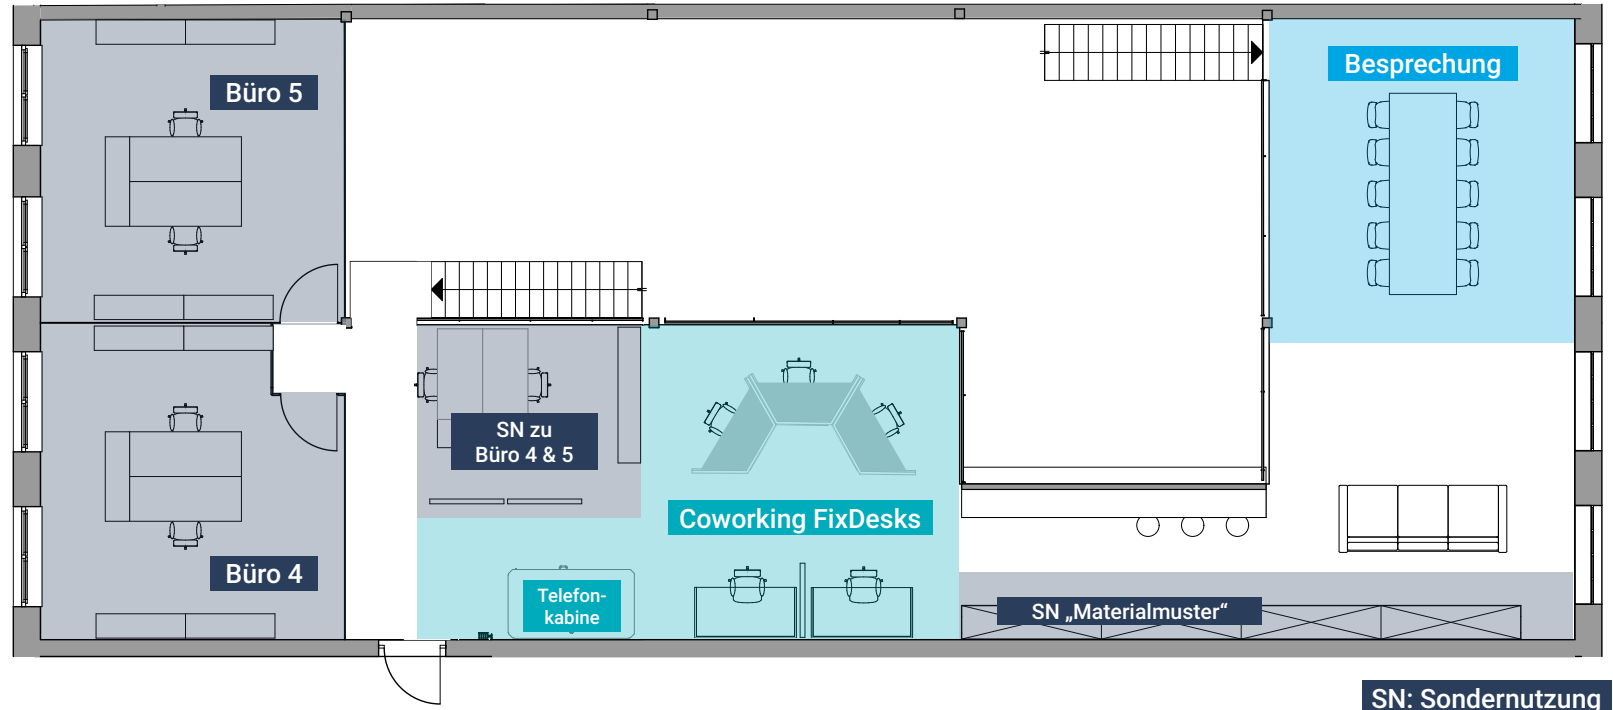 Büro 5
Besprechung
SN zu
Büro 4 & 5
Coworking FixDesks
Büro 4
Telefon-
kabine
SN „Materialmuster“
SN: Sondernutzung